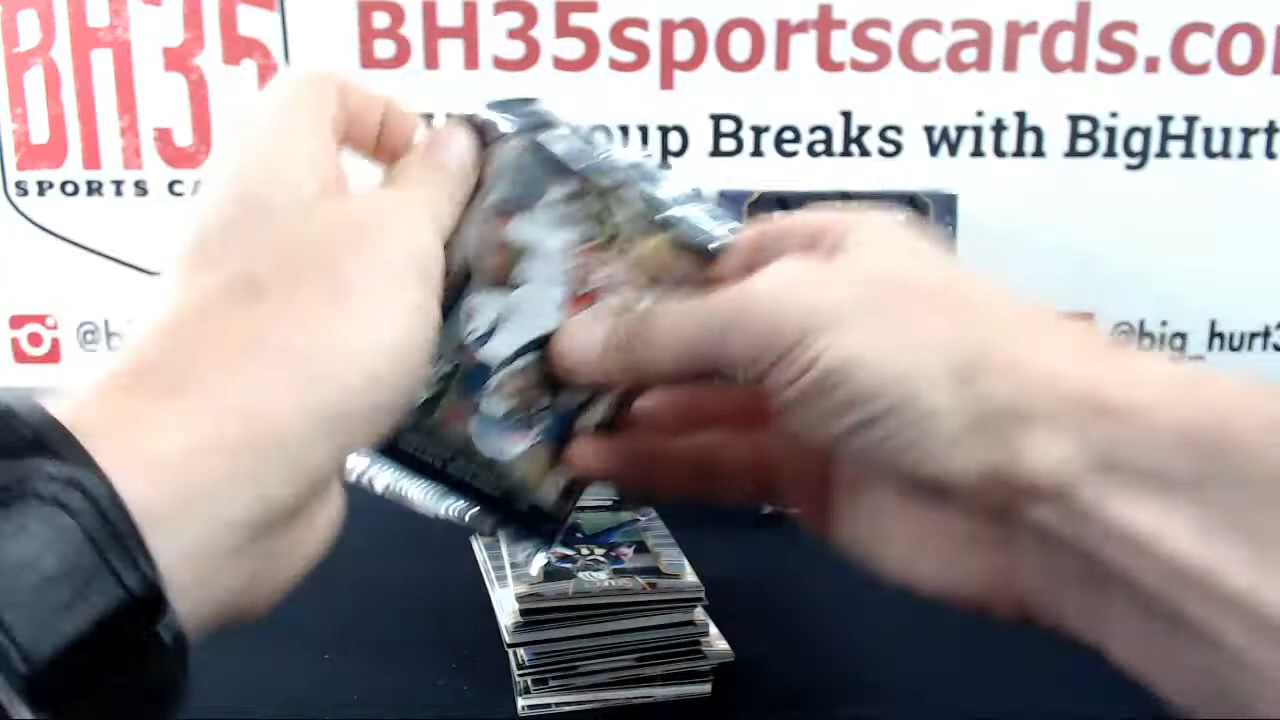 BH35
SPORTS
BH35sportscards.co
oup Breaks with BigHurt
@b
@big_hurt3